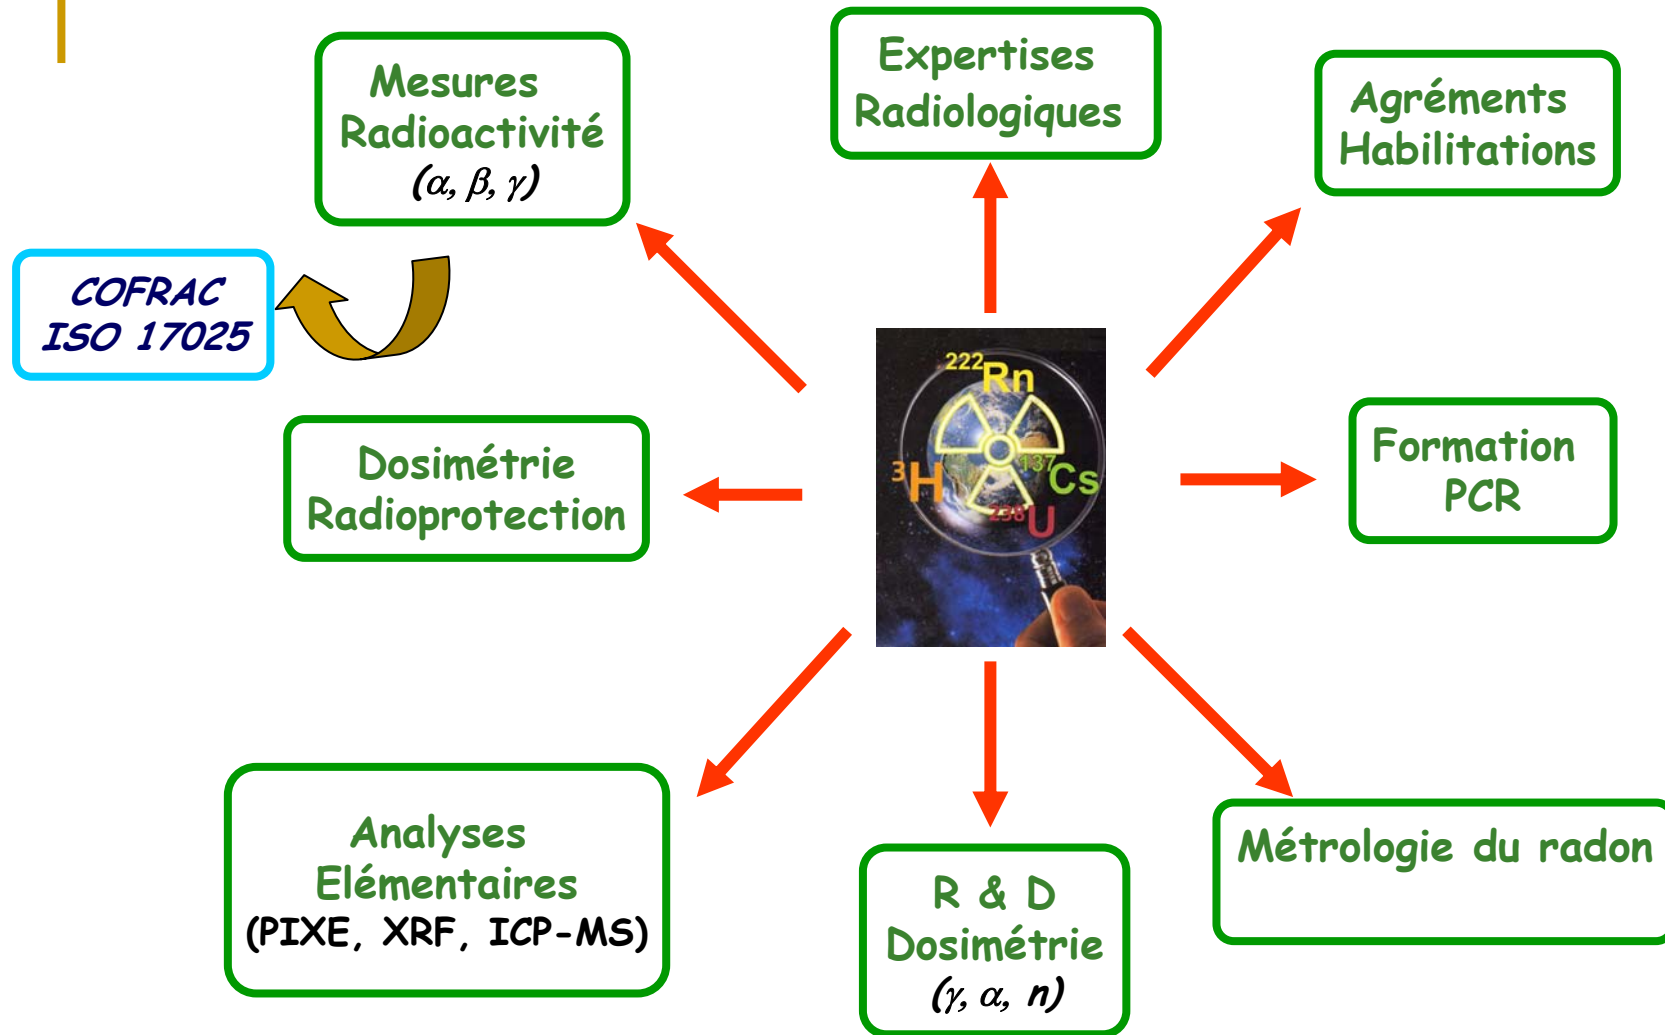 Mesures
Radioactivité
(α, β, γ)
Expertises
Radiologiques
Agréments
Habilitations
COFRAC
ISO 17025
²²²Rn
³H
¹³⁷Cs
²³⁸U
Dosimétrie
Radioprotection
Formation
PCR
Analyses
Elémentaires
(PIXE, XRF, ICP-MS)
R & D
Dosimétrie
(γ, α, n)
Métrologie du radon